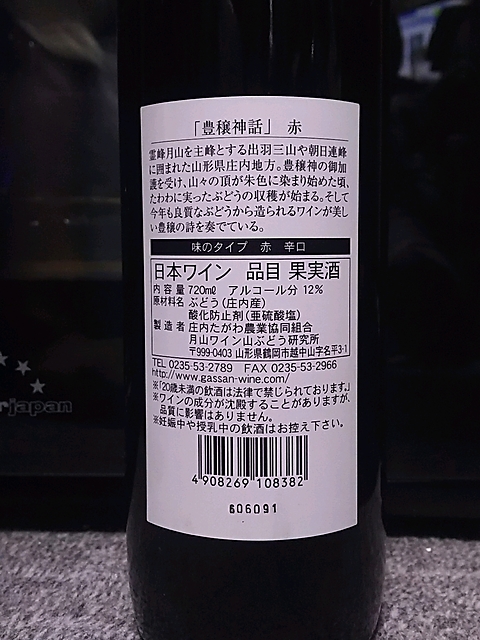 「豊穣神話」 赤
霊峰月山を主峰とする出羽三山や朝日連峰
に囲まれた山形県庄内地方。豊穣神の御加
護を受け、山々の頂が朱色に染まり始めた頃、
たわわに実ったぶどうの収穫が始まる。そして
今年も良質なぶどうから造られるワインが美し
い豊穣の詩を奏でている。
味のタイプ 赤 辛口
日本ワイン 品目 果実酒
内容量 720mℓ アルコール分 12%
原材料名 ぶどう(庄内産)
酸化防止剤(亜硫酸塩)
製造者 庄内たがわ農業協同組合
月山ワイン山ぶどう研究所
〒999-0403 山形県鶴岡市越中山字名平3-1
TEL 0235-53-2789 FAX 0235-53-2966
http://www.gassan-wine.com/
※「20歳未満の飲酒は法律で禁じられております。」
※ワインの成分が沈殿することがありますが、
品質に影響はありません。
※妊娠中や授乳中の飲酒はお控え下さい。
4 908269 108382
606091
japan